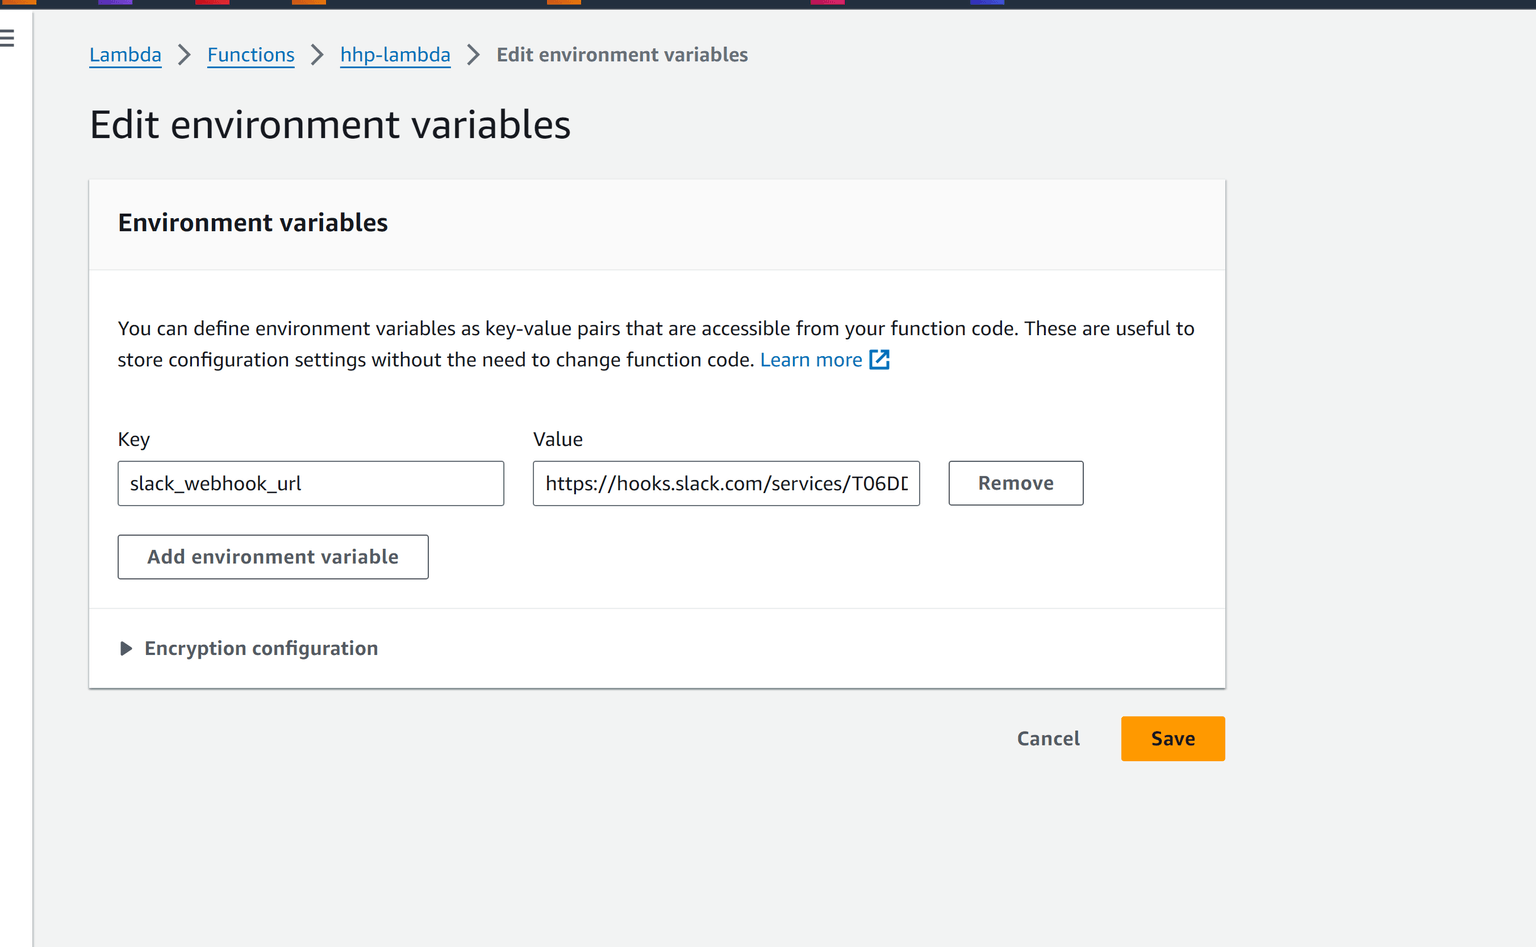 Lambda > Functions > hhp-lambda > Edit environment variables
Edit environment variables
Environment variables
You can define environment variables as key-value pairs that are accessible from your function code. These are useful to
store configuration settings without the need to change function code. Learn more
Key Value
slack_webhook_url https://hooks.slack.com/services/T06DD Remove
Add environment variable
Encryption configuration
Cancel Save